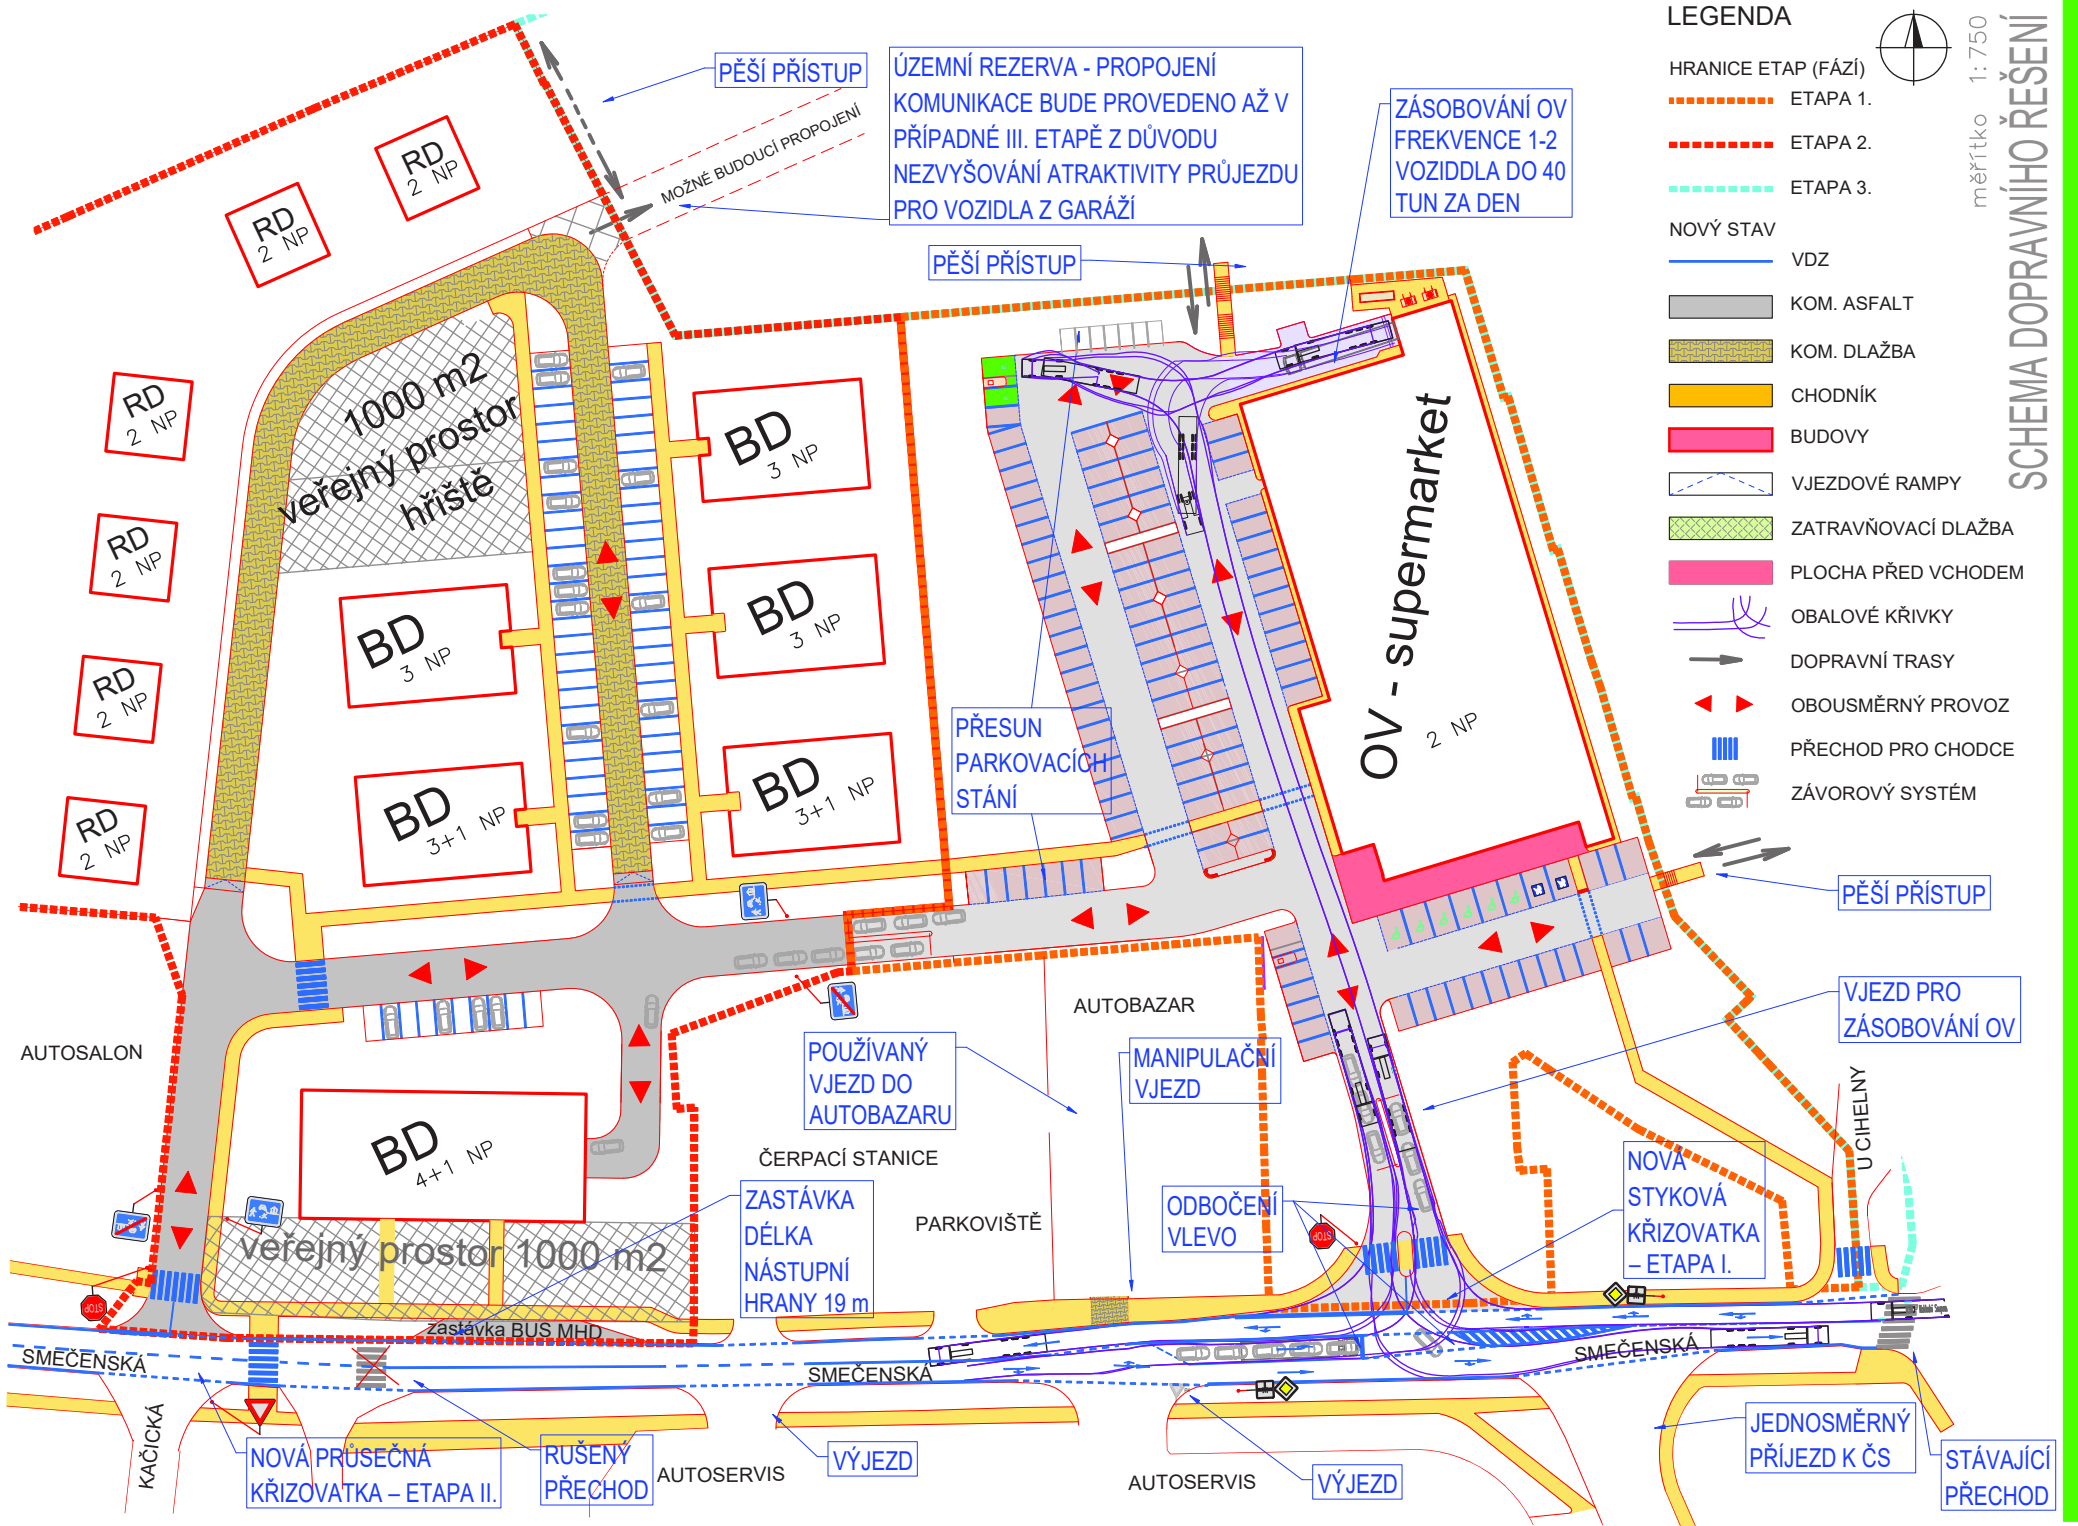 LEGENDA
HRANICE ETAP (FÁZÍ)
ETAPA 1.
ETAPA 2.
ETAPA 3.
NOVÝ STAV
VDZ
KOM. ASFALT
KOM. DLAŽBA
CHODNÍK
BUDOVY
VJEZDOVÉ RAMPY
ZATRAVŇOVACÍ DLAŽBA
PLOCHA PŘED VCHODEM
OBALOVÉ KŘIVKY
DOPRAVNÍ TRASY
OBOUSMĚRNÝ PROVOZ
PŘECHOD PRO CHODCE
ZÁVOROVÝ SYSTÉM
měřítko 1:750
SCHEMA DOPRAVNÍHO ŘEŠENÍ
PĚŠÍ PŘÍSTUP
ÚZEMNÍ REZERVA - PROPOJENÍ
KOMUNIKACE BUDE PROVEDENO AŽ V
PŘÍPADNÉ III. ETAPĚ Z DŮVODU
NEZVYŠOVÁNÍ ATRAKTIVITY PRŮJEZDU
PRO VOZIDLA Z GARÁŽÍ
MOŽNÉ BUDOUCÍ PROPOJENÍ
ZÁSOBOVÁNÍ OV
FREKVENCE 1-2
VOZIDDLA DO 40
TUN ZA DEN
PĚŠÍ PŘÍSTUP
RD
2 NP
RD
2 NP
RD
2 NP
RD
2 NP
RD
2 NP
RD
2 NP
1000 m2
veřejný prostor
hřiště
BD
3 NP
BD
3 NP
BD
3 NP
BD
3+1 NP
BD
3+1 NP
OV - supermarket
2 NP
PŘESUN
PARKOVACÍCH
STÁNÍ
PĚŠÍ PŘÍSTUP
AUTOSALON
AUTOBAZAR
POUŽÍVANÝ
VJEZD DO
AUTOBAZARU
MANIPULAČNÍ
VJEZD
VJEZD PRO
ZÁSOBOVÁNÍ OV
U CIHELNY
BD
4+1 NP
ČERPACÍ STANICE
PARKOVIŠTĚ
ZASTÁVKA
DÉLKA
NÁSTUPNÍ
HRANY 19 m
ODBOČENÍ
VLEVO
NOVÁ
STYKOVÁ
KŘIZOVATKA
– ETAPA I.
STOP
STOP
veřejný prostor 1000 m2
zastávka BUS MHD
SMEČENSKÁ
SMEČENSKÁ
SMEČENSKÁ
KAČICKÁ
NOVÁ PRŮSEČNÁ
KŘIZOVATKA – ETAPA II.
RUŠENÝ
PŘECHOD
AUTOSERVIS
VÝJEZD
AUTOSERVIS
VÝJEZD
JEDNOSMĚRNÝ
PŘÍJEZD K ČS
STÁVAJÍCÍ
PŘECHOD